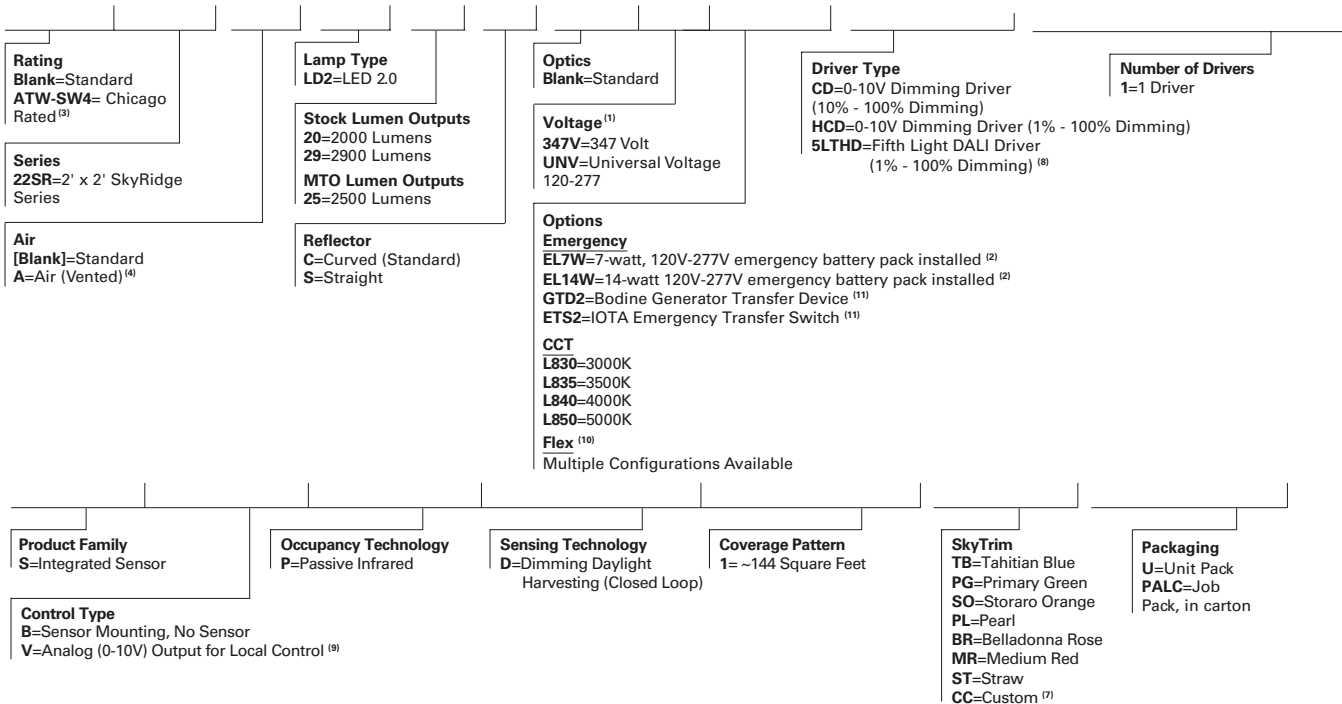 Rating
Blank=Standard
ATW-SW4= Chicago
Rated (3)
Series
22SR=2' x 2' SkyRidge
Series
Air
[Blank]=Standard
A=Air (Vented) (4)
Lamp Type
LD2=LED 2.0
Stock Lumen Outputs
20=2000 Lumens
29=2900 Lumens
MTO Lumen Outputs
25=2500 Lumens
Reflector
C=Curved (Standard)
S=Straight
Optics
Blank=Standard
Voltage (1)
347V=347 Volt
UNV=Universal Voltage
120-277
Options
Emergency
EL7W=7-watt, 120V-277V emergency battery pack installed (2)
EL14W=14-watt 120V-277V emergency battery pack installed (2)
GTD2=Bodine Generator Transfer Device (11)
ETS2=IOTA Emergency Transfer Switch (11)
CCT
L830=3000K
L835=3500K
L840=4000K
L850=5000K
Flex (10)
Multiple Configurations Available
Driver Type
CD=0-10V Dimming Driver
(10% - 100% Dimming)
HCD=0-10V Dimming Driver (1% - 100% Dimming)
5LTHD=Fifth Light DALI Driver
(1% - 100% Dimming) (8)
Number of Drivers
1=1 Driver
Product Family
S=Integrated Sensor
Control Type
B=Sensor Mounting, No Sensor
V=Analog (0-10V) Output for Local Control (9)
Occupancy Technology
P=Passive Infrared
Sensing Technology
D=Dimming Daylight
Harvesting (Closed Loop)
Coverage Pattern
1= ~144 Square Feet
SkyTrim
TB=Tahitian Blue
PG=Primary Green
SO=Storaro Orange
PL=Pearl
BR=Belladonna Rose
MR=Medium Red
ST=Straw
CC=Custom (7)
Packaging
U=Unit Pack
PALC=Job
Pack, in carton